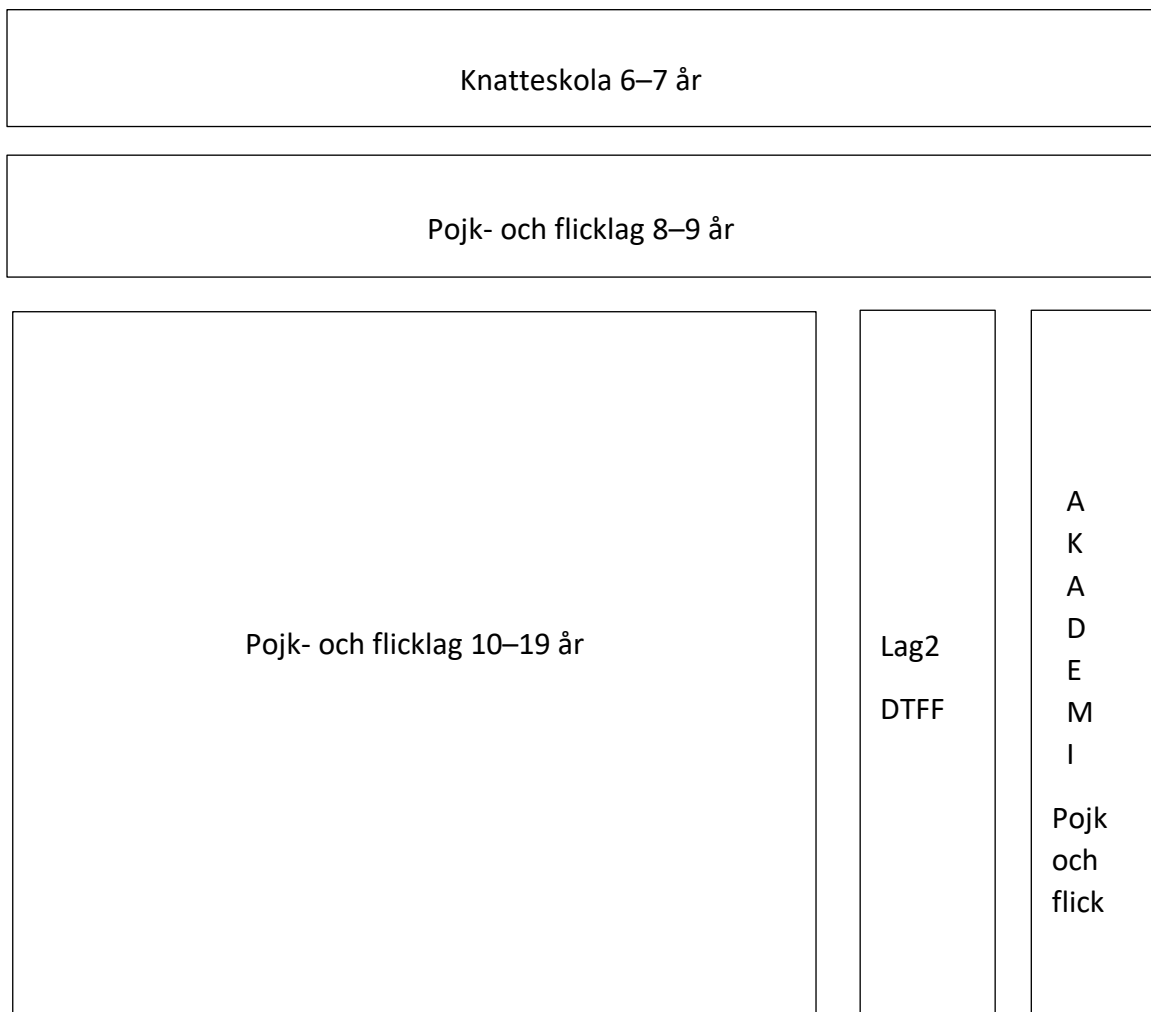 Knatteskola 6–7 år
Pojk- och flicklag 8–9 år
Pojk- och flicklag 10–19 år
Lag2
DTFF
A
K
A
D
E
M
I
Pojk
och
flick